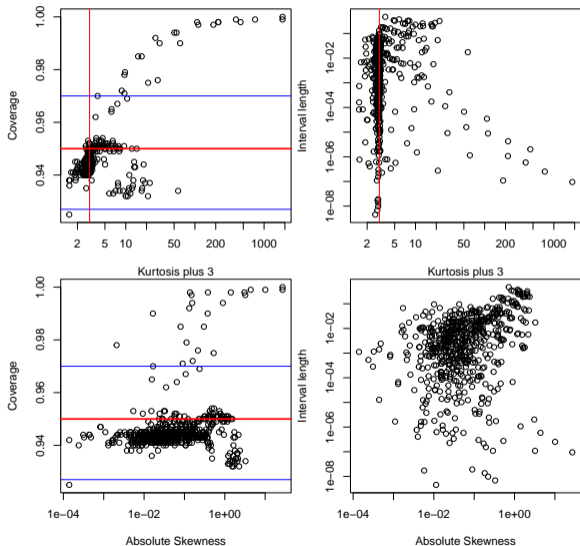 Coverage
1.00
0.98
0.96
0.94
2 5 10 50 200 1000
Kurtosis plus 3
Interval length
1e-02
1e-04
1e-06
1e-08
2 5 10 50 200 1000
Kurtosis plus 3
Coverage
1.00
0.98
0.96
0.94
1e-04 1e-02 1e+00
Absolute Skewness
Interval length
1e-02
1e-04
1e-06
1e-08
1e-04 1e-02 1e+00
Absolute Skewness